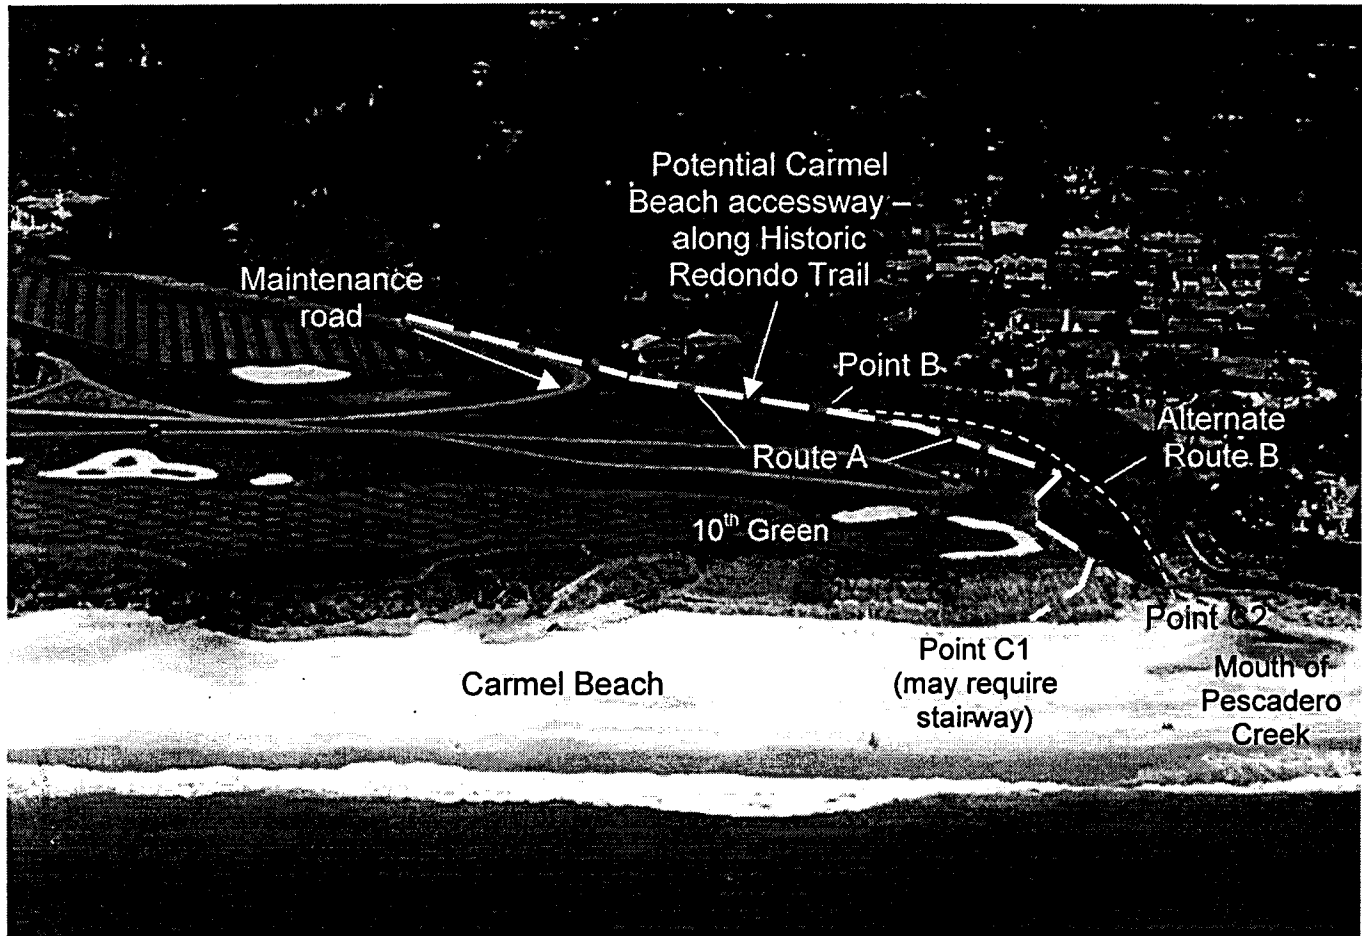 Potential Carmel
Beach accessway –
along Historic
Redondo Trail
Maintenance
road
Point B
Alternate
Route B
Route A
10th Green
Point C2
Point C1
(may require
stairway)
Carmel Beach
Mouth of
Pescadero
Creek